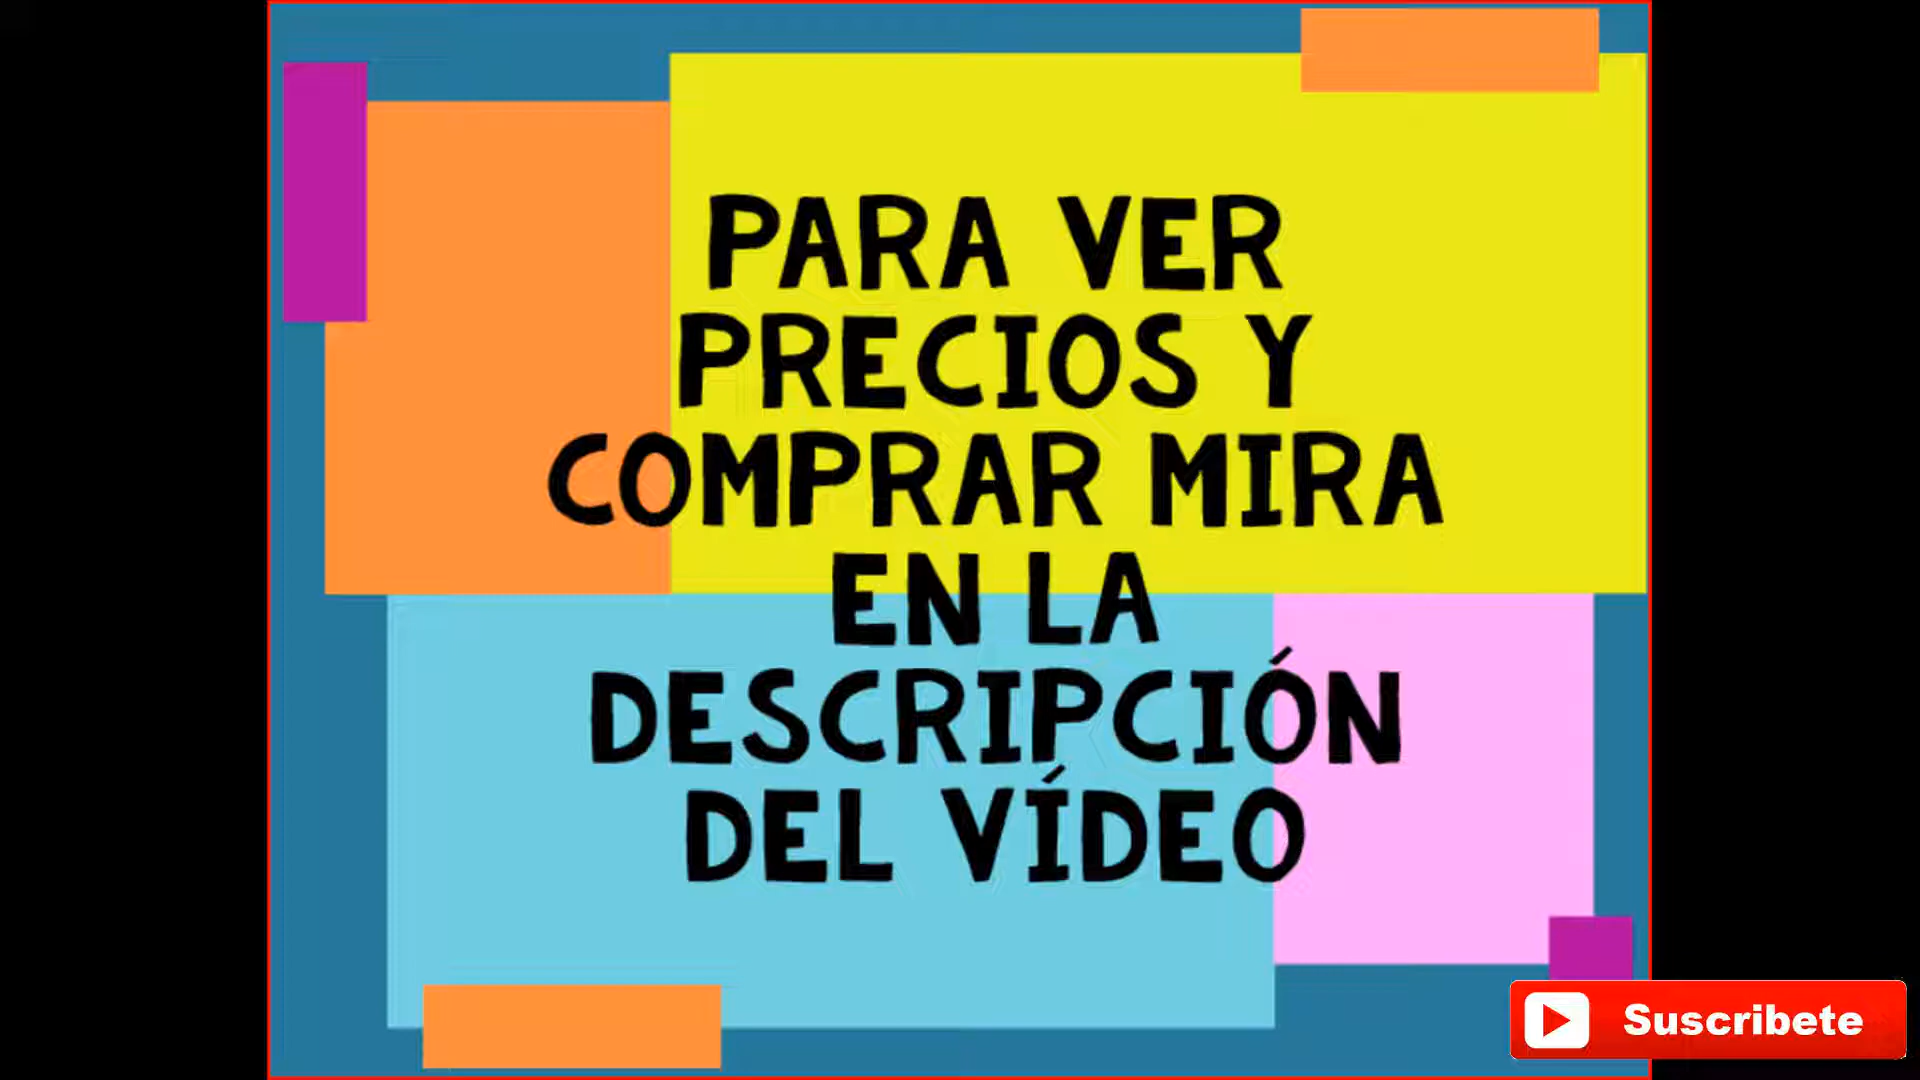 PARA VER
PRECIOS Y
COMPRAR MIRA
EN LA
DESCRIPCIÓN
DEL VÍDEO
Suscribete